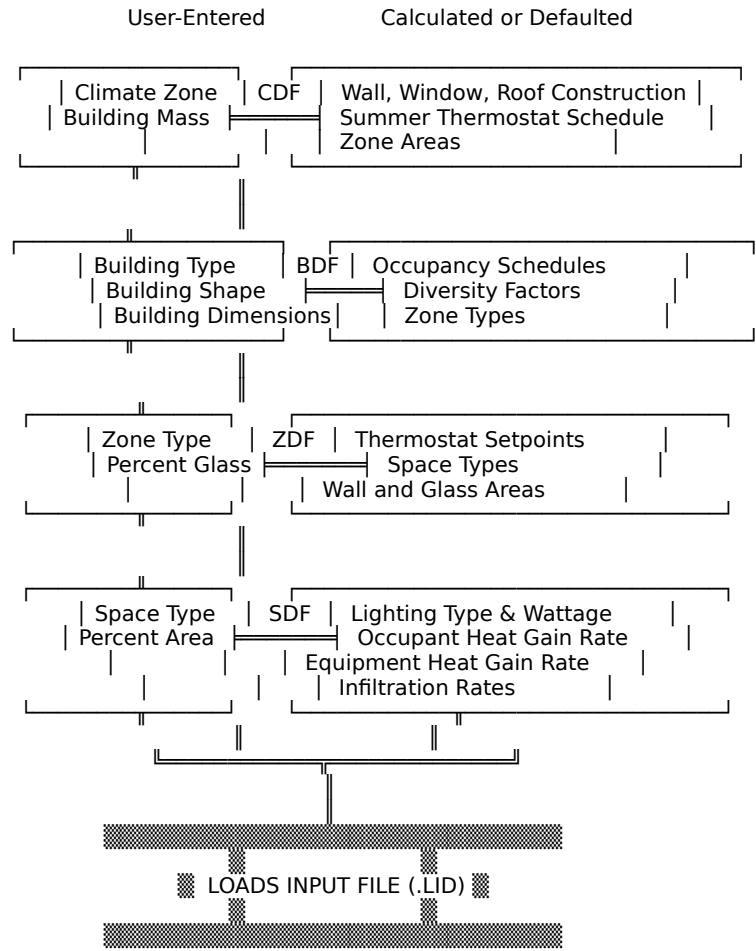 User-Entered Calculated or Defaulted
Climate Zone CDF Wall, Window, Roof Construction
Building Mass Summer Thermostat Schedule
Zone Areas
Building Type BDF Occupancy Schedules
Building Shape Diversity Factors
Building Dimensions Zone Types
Zone Type ZDF Thermostat Setpoints
Percent Glass Space Types
Wall and Glass Areas
Space Type SDF Lighting Type & Wattage
Percent Area Occupant Heat Gain Rate
Equipment Heat Gain Rate
Infiltration Rates
LOADS INPUT FILE (.LID)